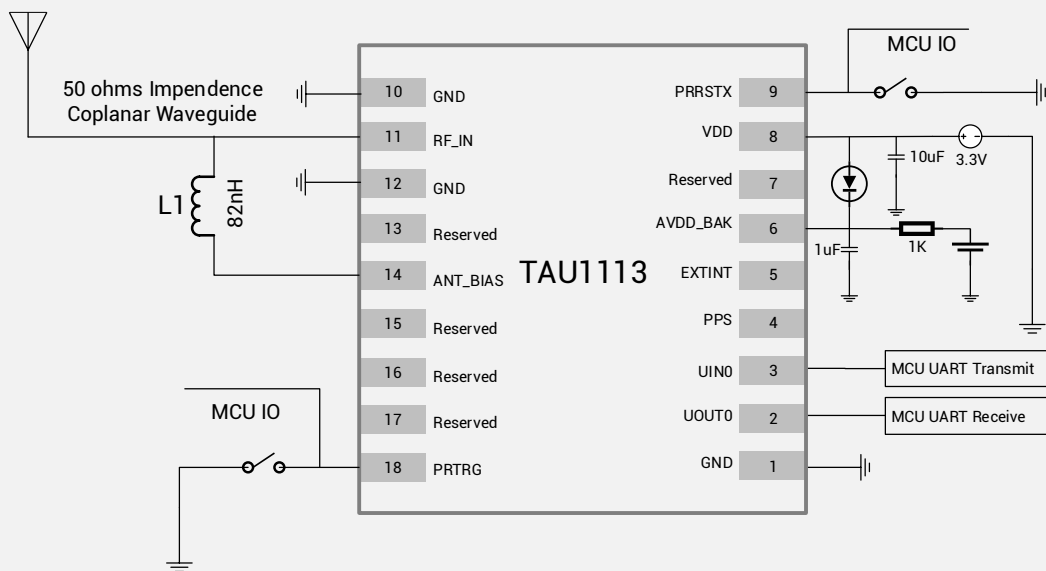 MCU IO
50 ohms Impendence
Coplanar Waveguide
10 GND
PRRSTX 9
11 RF_IN
VDD 8
10uF
3.3V
12 GND
Reserved 7
L1
82nH
13 Reserved
AVDD_BAK 6
1K
1uF
14 ANT_BIAS
TAU1113
EXTINT 5
15 Reserved
PPS 4
16 Reserved
UIN0 3
MCU UART Transmit
MCU IO
17 Reserved
UOUT0 2
MCU UART Receive
18 PRTRG
GND 1